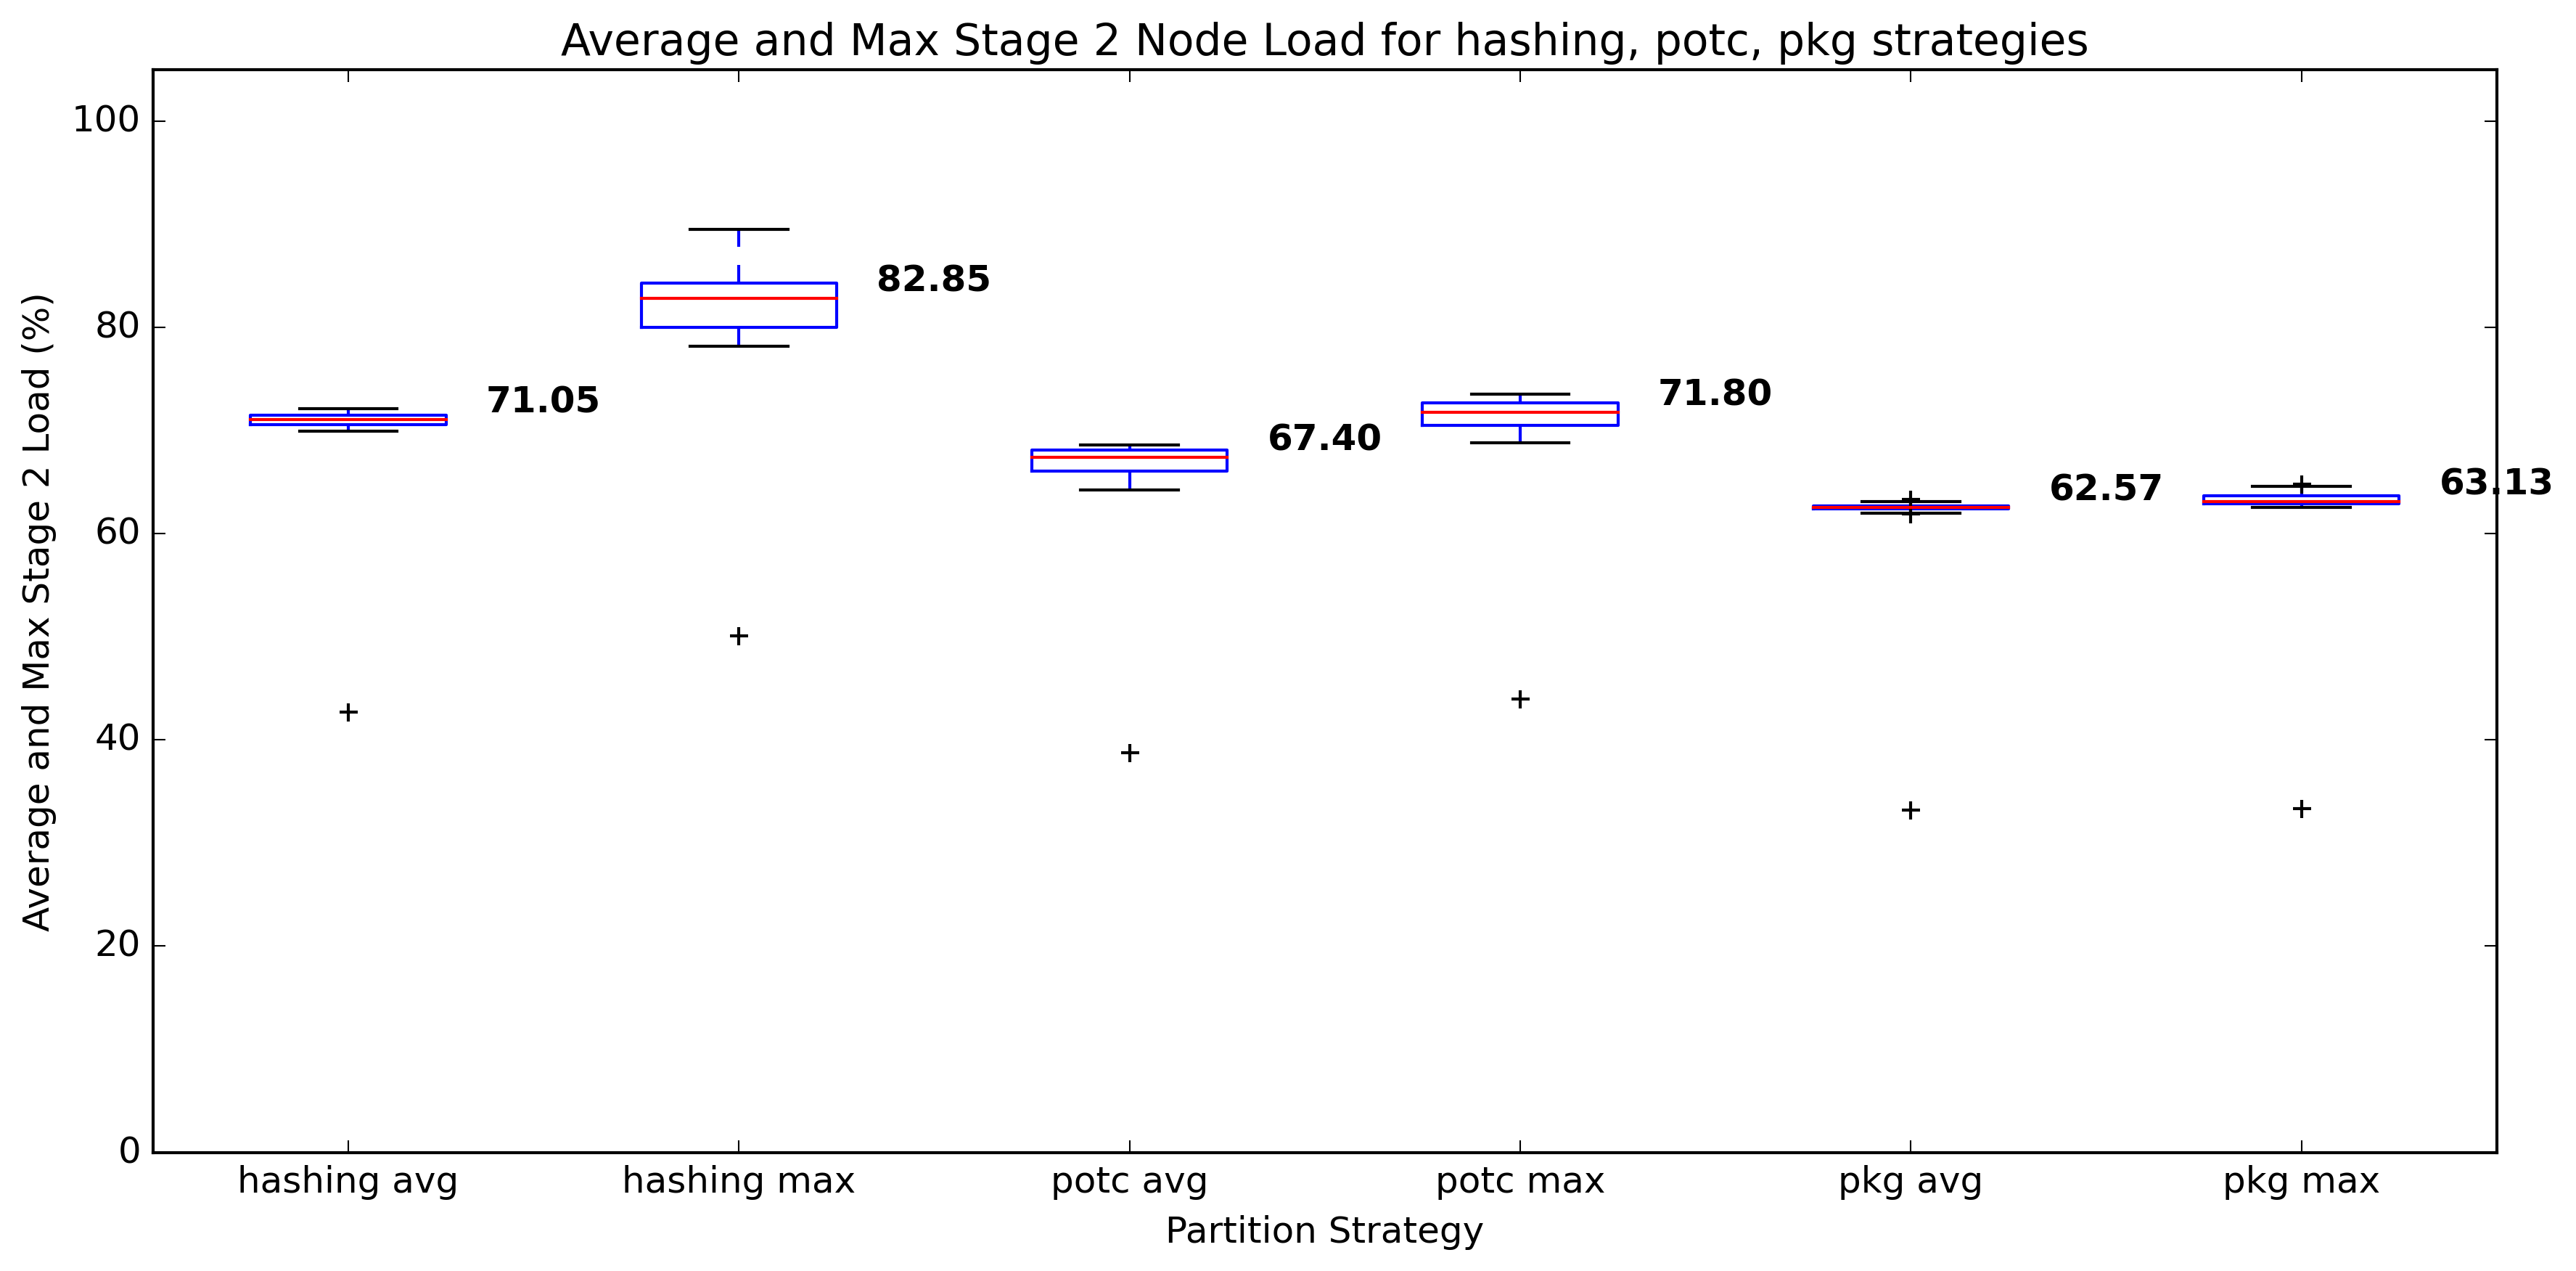 Average and Max Stage 2 Node Load for hashing, potc, pkg strategies
Average and Max Stage 2 Load (%)
100
80
60
40
20
0
71.05
82.85
67.40
71.80
62.57
63.13
hashing avg
hashing max
potc avg
potc max
pkg avg
pkg max
Partition Strategy